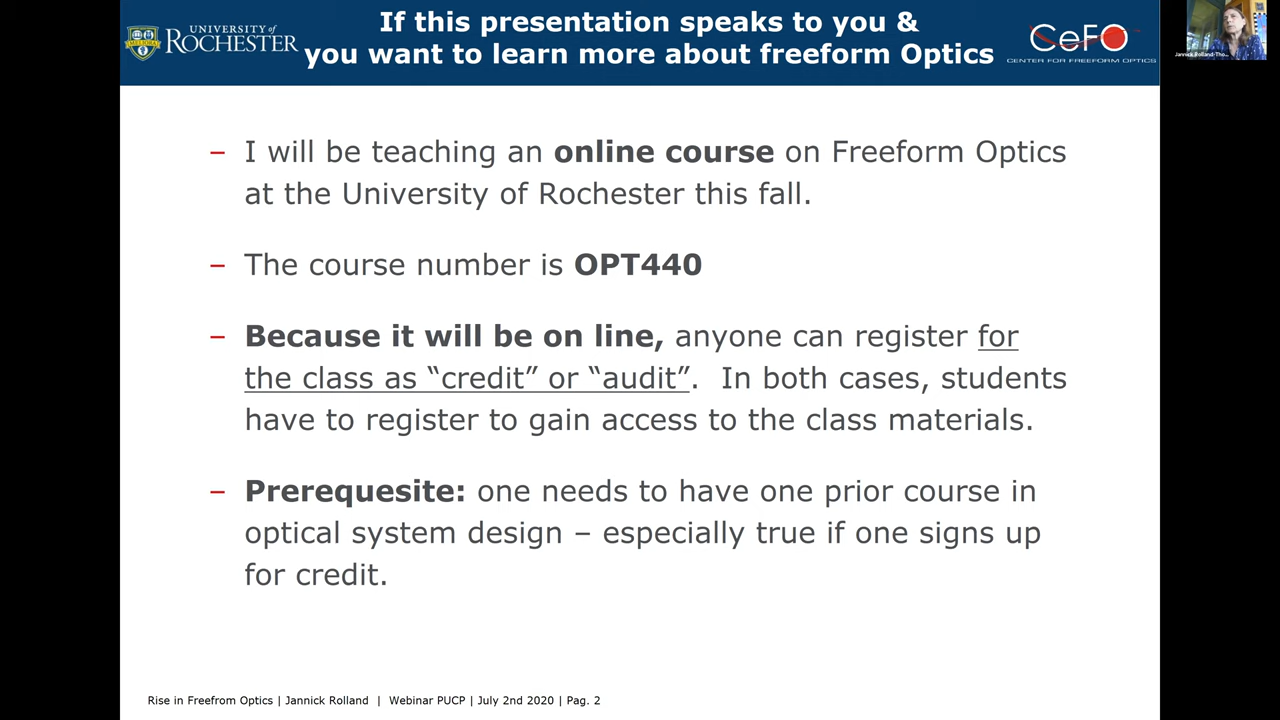 UNIVERSITY of
ROCHESTER
MELIORA
If this presentation speaks to you &
you want to learn more about freeform Optics
CeFO
CENTER FOR FREEFORM OPTICS
Jannick Rolland-Tho...
– I will be teaching an online course on Freeform Optics
at the University of Rochester this fall.
– The course number is OPT440
– Because it will be on line, anyone can register for
the class as “credit” or “audit”. In both cases, students
have to register to gain access to the class materials.
– Prerequesite: one needs to have one prior course in
optical system design – especially true if one signs up
for credit.
Rise in Freefrom Optics | Jannick Rolland | Webinar PUCP | July 2nd 2020 | Pag. 2